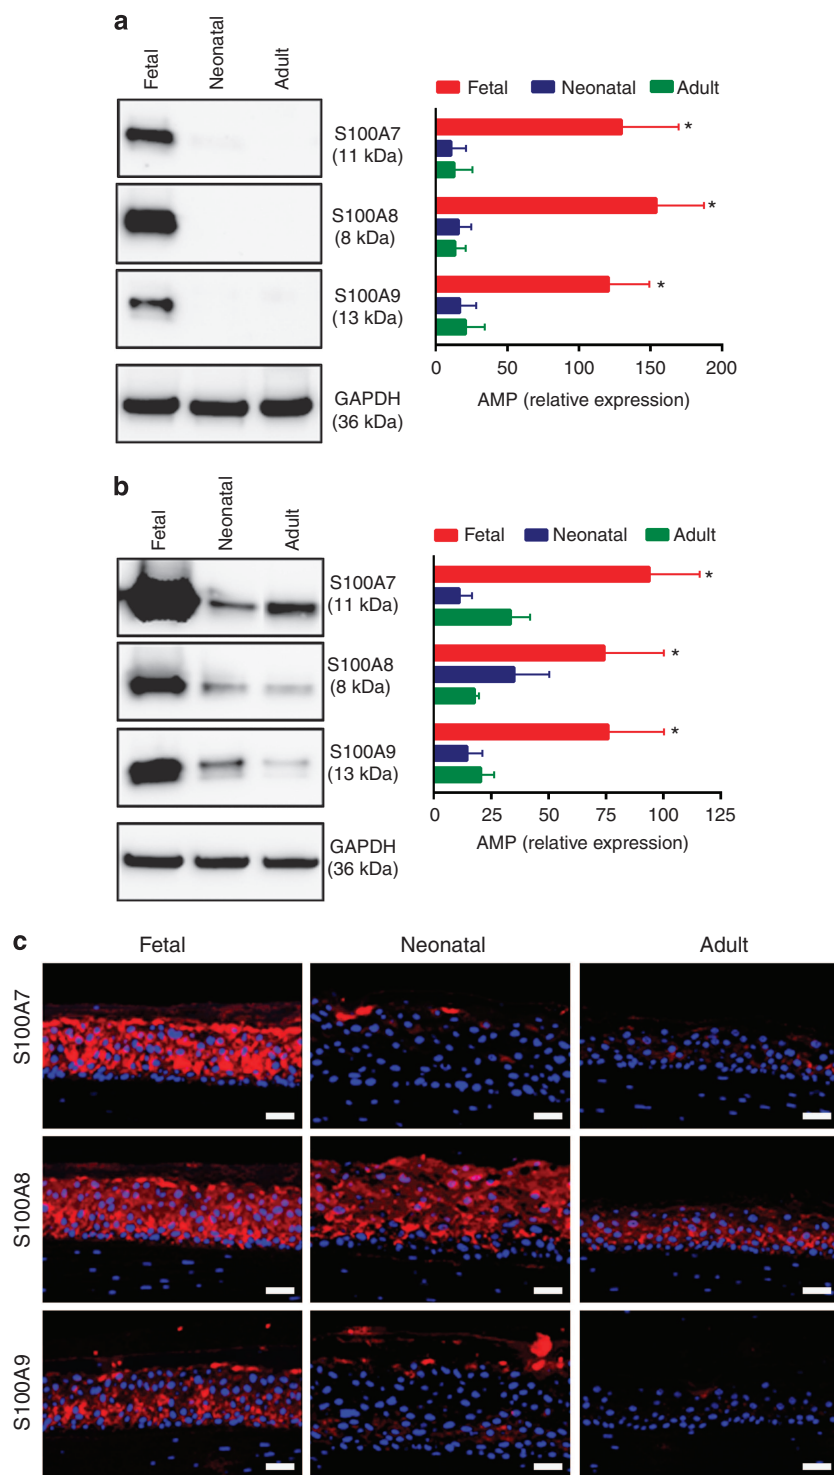 a
Fetal
Neonatal
Adult
S100A7
(11 kDa)
S100A8
(8 kDa)
S100A9
(13 kDa)
GAPDH
(36 kDa)
Fetal Neonatal Adult
*
*
*
0 50 100 150 200
AMP (relative expression)
b
Fetal
Neonatal
Adult
S100A7
(11 kDa)
S100A8
(8 kDa)
S100A9
(13 kDa)
GAPDH
(36 kDa)
Fetal Neonatal Adult
*
*
*
0 25 50 75 100 125
AMP (relative expression)
c
Fetal Neonatal Adult
S100A7
S100A8
S100A9